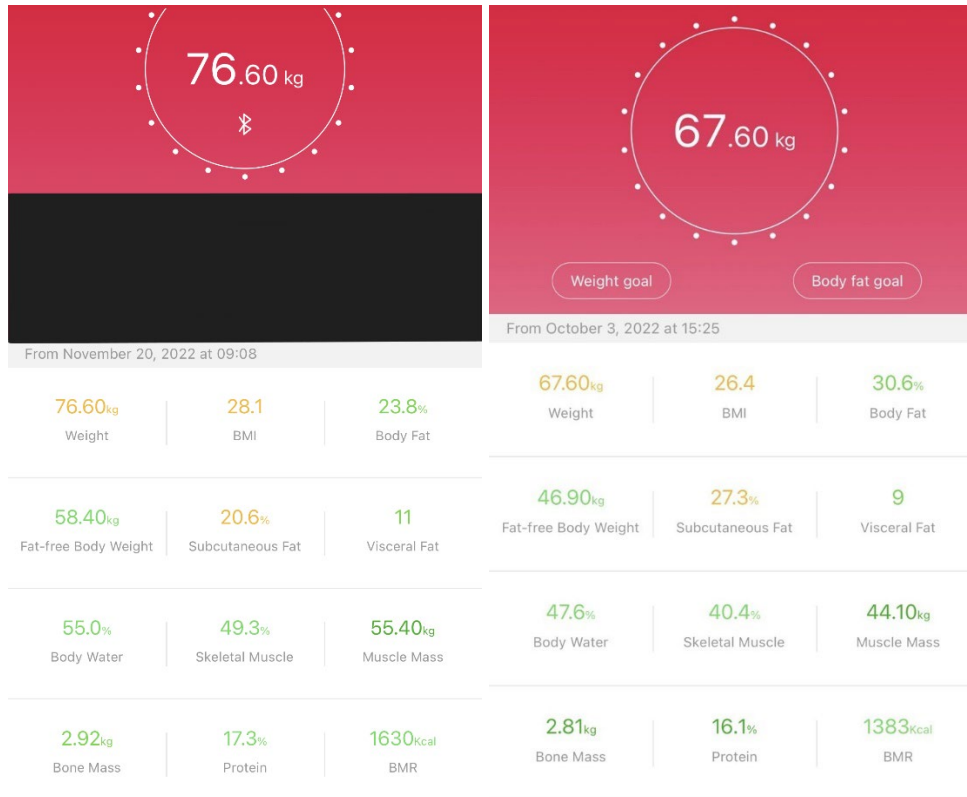 76.60 kg
From November 20, 2022 at 09:08
76.60kg 28.1 23.8%
Weight BMI Body Fat
58.40kg 20.6% 11
Fat-free Body Weight Subcutaneous Fat Visceral Fat
55.0% 49.3% 55.40kg
Body Water Skeletal Muscle Muscle Mass
2.92kg 17.3% 1630Kcal
Bone Mass Protein BMR
67.60 kg
Weight goal Body fat goal
From October 3, 2022 at 15:25
67.60kg 26.4 30.6%
Weight BMI Body Fat
46.90kg 27.3% 9
Fat-free Body Weight Subcutaneous Fat Visceral Fat
47.6% 40.4% 44.10kg
Body Water Skeletal Muscle Muscle Mass
2.81kg 16.1% 1383Kcal
Bone Mass Protein BMR